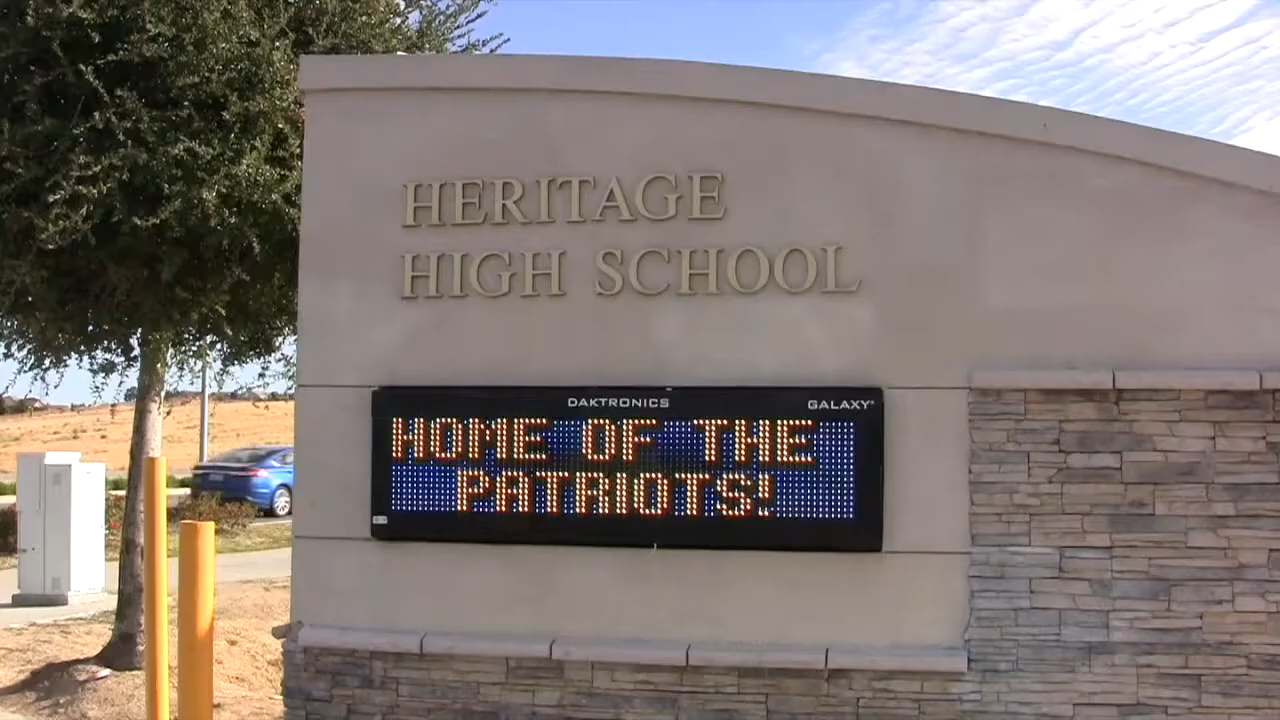 HERITAGE
HIGH SCHOOL
DAKTRONICS GALAXY®
HOME OF THE
PATRIOTS!